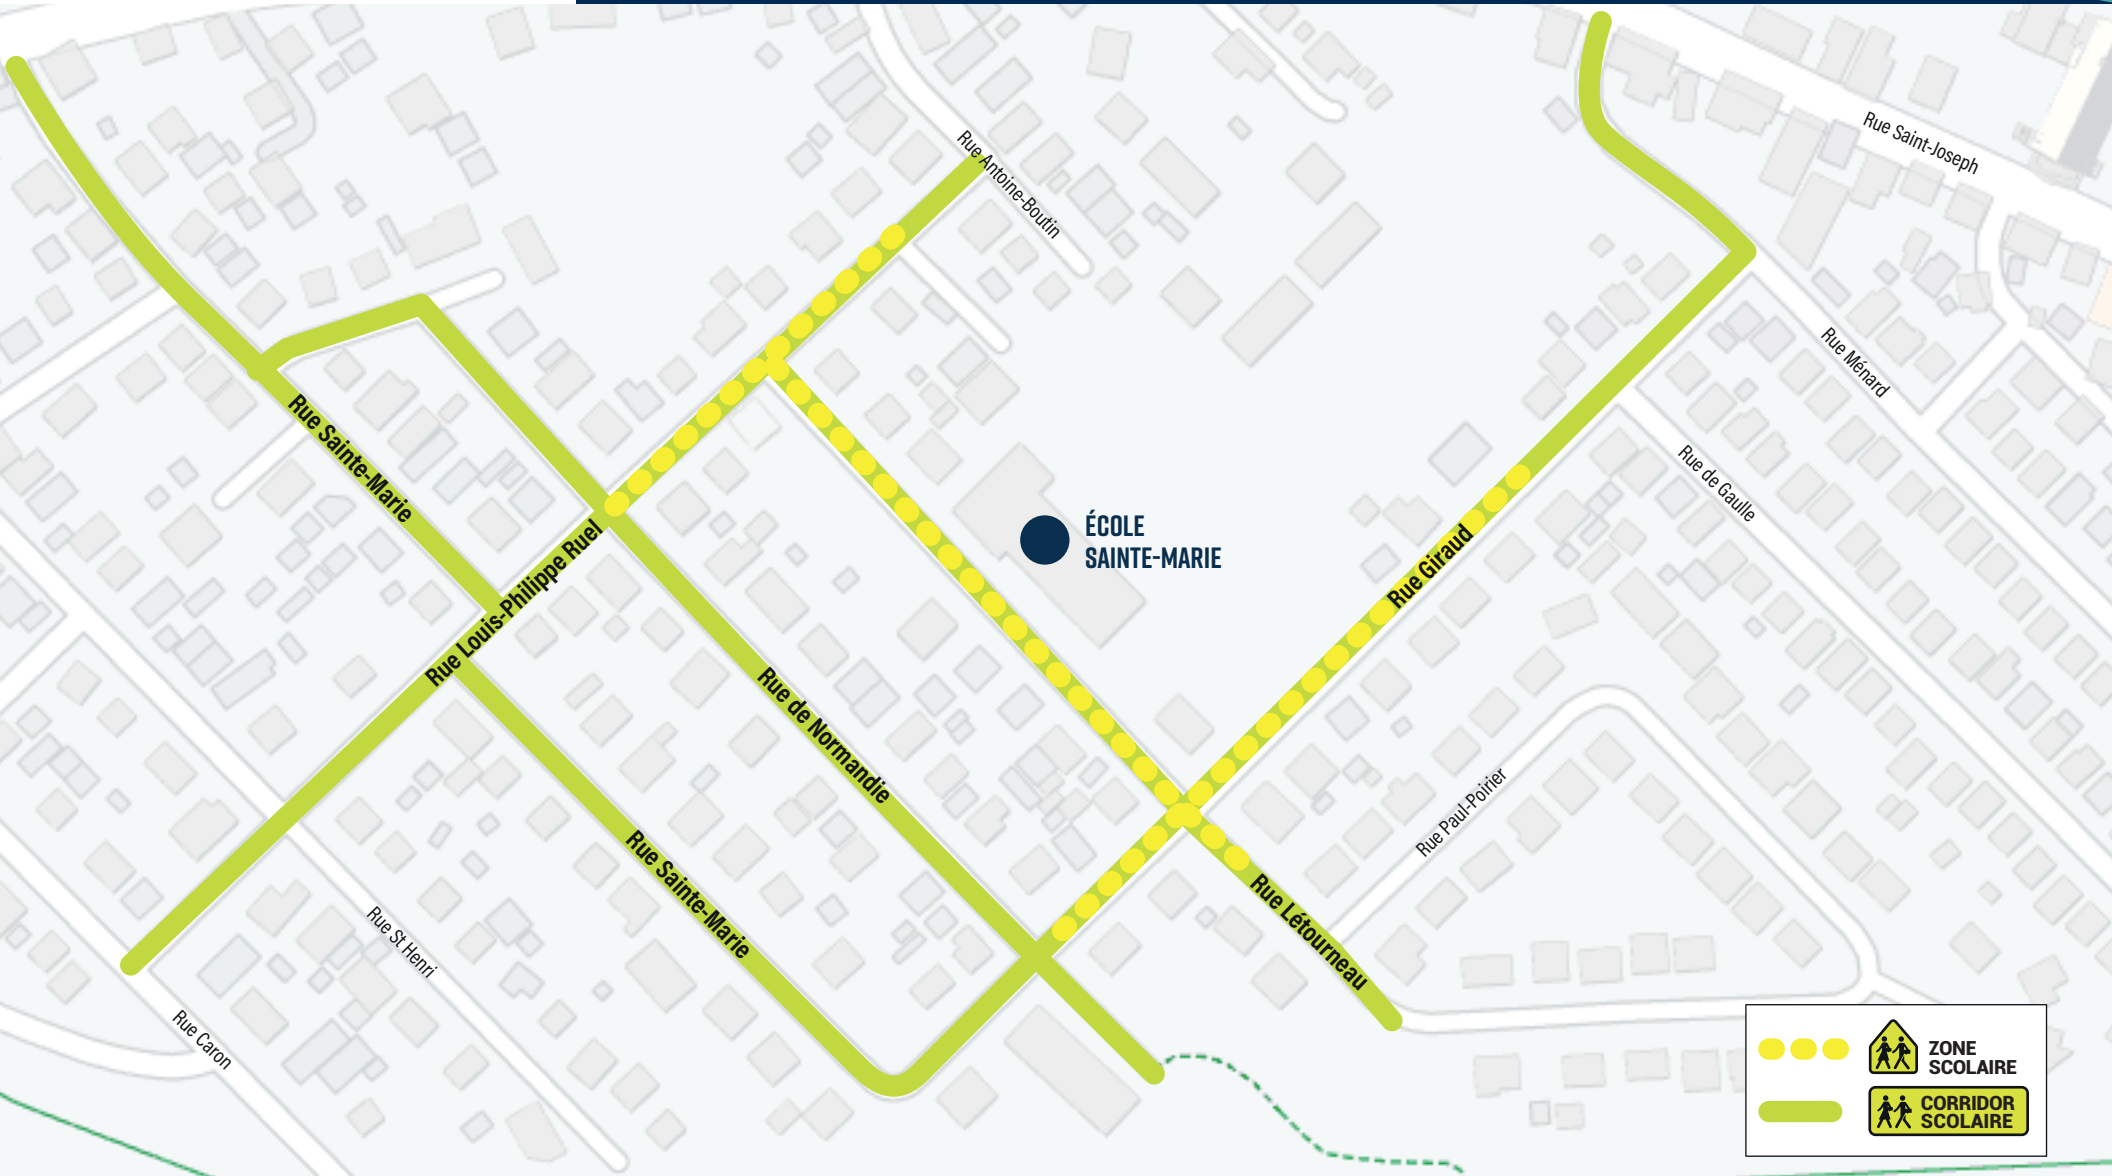 Rue Antoine-Boutin
Rue Saint-Joseph
Rue Ménard
Rue Sainte-Marie
Rue de Gaulle
ÉCOLE
SAINTE-MARIE
Rue Giraud
Rue Louis-Philippe Ruel
Rue de Normandie
Rue Paul-Poirier
Rue Sainte-Marie
Rue Létourneau
Rue St Henri
Rue Caron
ZONE
SCOLAIRE
CORRIDOR
SCOLAIRE